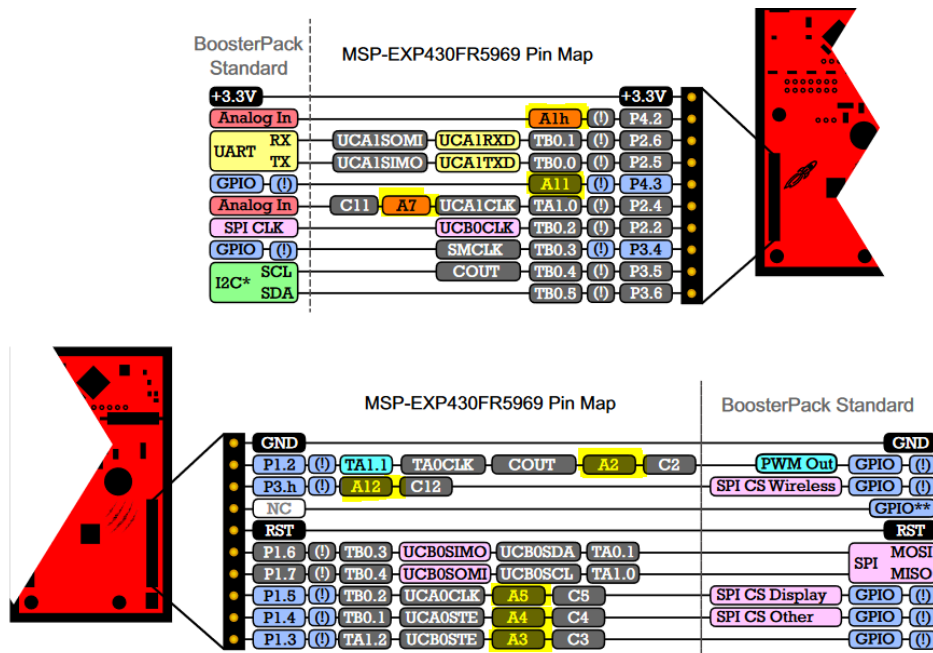 BoosterPack Standard
MSP-EXP430FR5969 Pin Map
+3.3V +3.3V
Analog In A1h (!) P4.2
UART RX UCA1SOMI UCA1RXD TB0.1 (!) P2.6
TX UCA1SIMO UCA1TXD TB0.0 (!) P2.5
GPIO (!) A11 (!) P4.3
Analog In C11 A7 UCA1CLK TA1.0 (!) P2.4
SPI CLK UCB0CLK TB0.2 (!) P2.2
GPIO (!) SMCLK TB0.3 (!) P3.4
I2C* SCL COUT TB0.4 (!) P3.5
SDA TB0.5 (!) P3.6
MSP-EXP430FR5969 Pin Map
BoosterPack Standard
GND GND
P1.2 (!) TA1.1 TA0CLK COUT A2 C2 PWM Out GPIO (!)
P3.h (!) A12 C12 SPI CS Wireless GPIO (!)
NC GPIO**
RST RST
P1.6 (!) TB0.3 UCB0SIMO UCB0SDA TA0.1 SPI MOSI
P1.7 (!) TB0.4 UCB0SOMI UCB0SCL TA1.0 MISO
P1.5 (!) TB0.2 UCA0CLK A5 C5 SPI CS Display GPIO (!)
P1.4 (!) TB0.1 UCA0STE A4 C4 SPI CS Other GPIO (!)
P1.3 (!) TA1.2 UCB0STE A3 C3 GPIO (!)